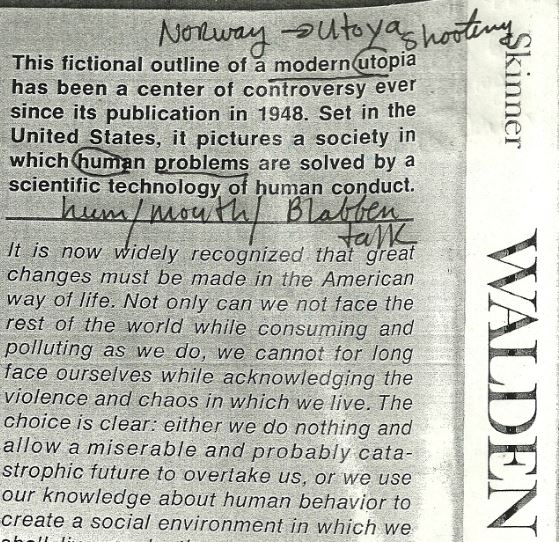 Norway → Utoya shooting
This fictional outline of a modern utopia
has been a center of controversy ever
since its publication in 1948. Set in the
United States, it pictures a society in
which human problems are solved by a
scientific technology of human conduct.
hum/mouth/ Blabben
talk
It is now widely recognized that great
changes must be made in the American
way of life. Not only can we not face the
rest of the world while consuming and
polluting as we do, we cannot for long
face ourselves while acknowledging the
violence and chaos in which we live. The
choice is clear: either we do nothing and
allow a miserable and probably cata-
strophic future to overtake us, or we use
our knowledge about human behavior to
create a social environment in which we
Skinner
WALDEN